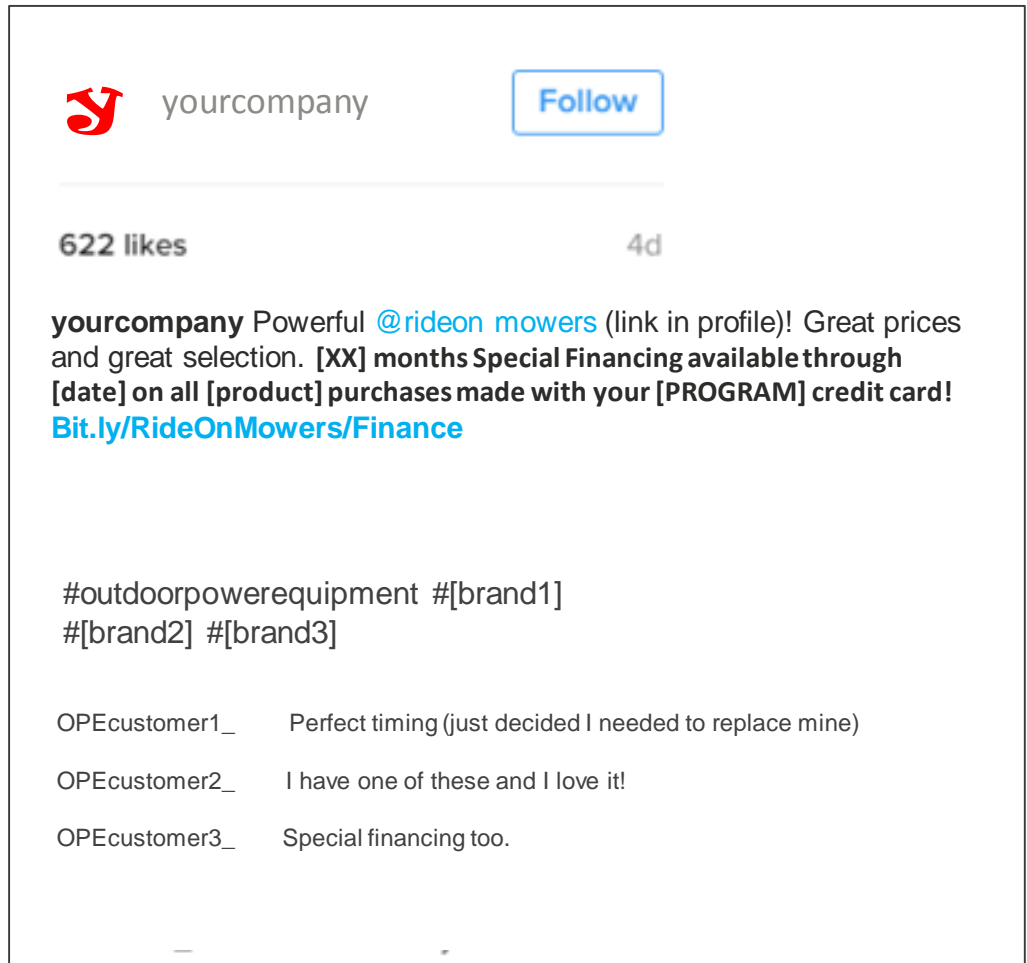 y yourcompany Follow
622 likes 4d
yourcompany Powerful @rideon mowers (link in profile)! Great prices
and great selection. [XX] months Special Financing available through
[date] on all [product] purchases made with your [PROGRAM] credit card!
Bit.ly/RideOnMowers/Finance
#outdoorpowerequipment #[brand1]
#[brand2] #[brand3]
OPEcustomer1_ Perfect timing (just decided I needed to replace mine)
OPEcustomer2_ I have one of these and I love it!
OPEcustomer3_ Special financing too.